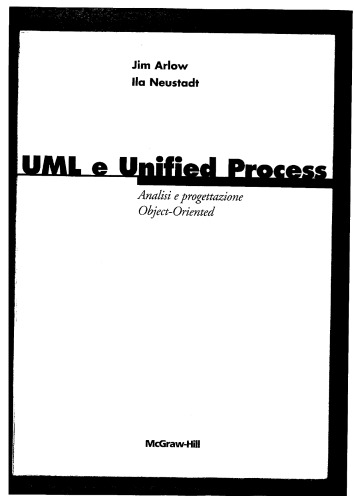 Jim Arlow
Ila Neustadt
UML e Unified Process
Analisi e progettazione
Object-Oriented
McGraw-Hill